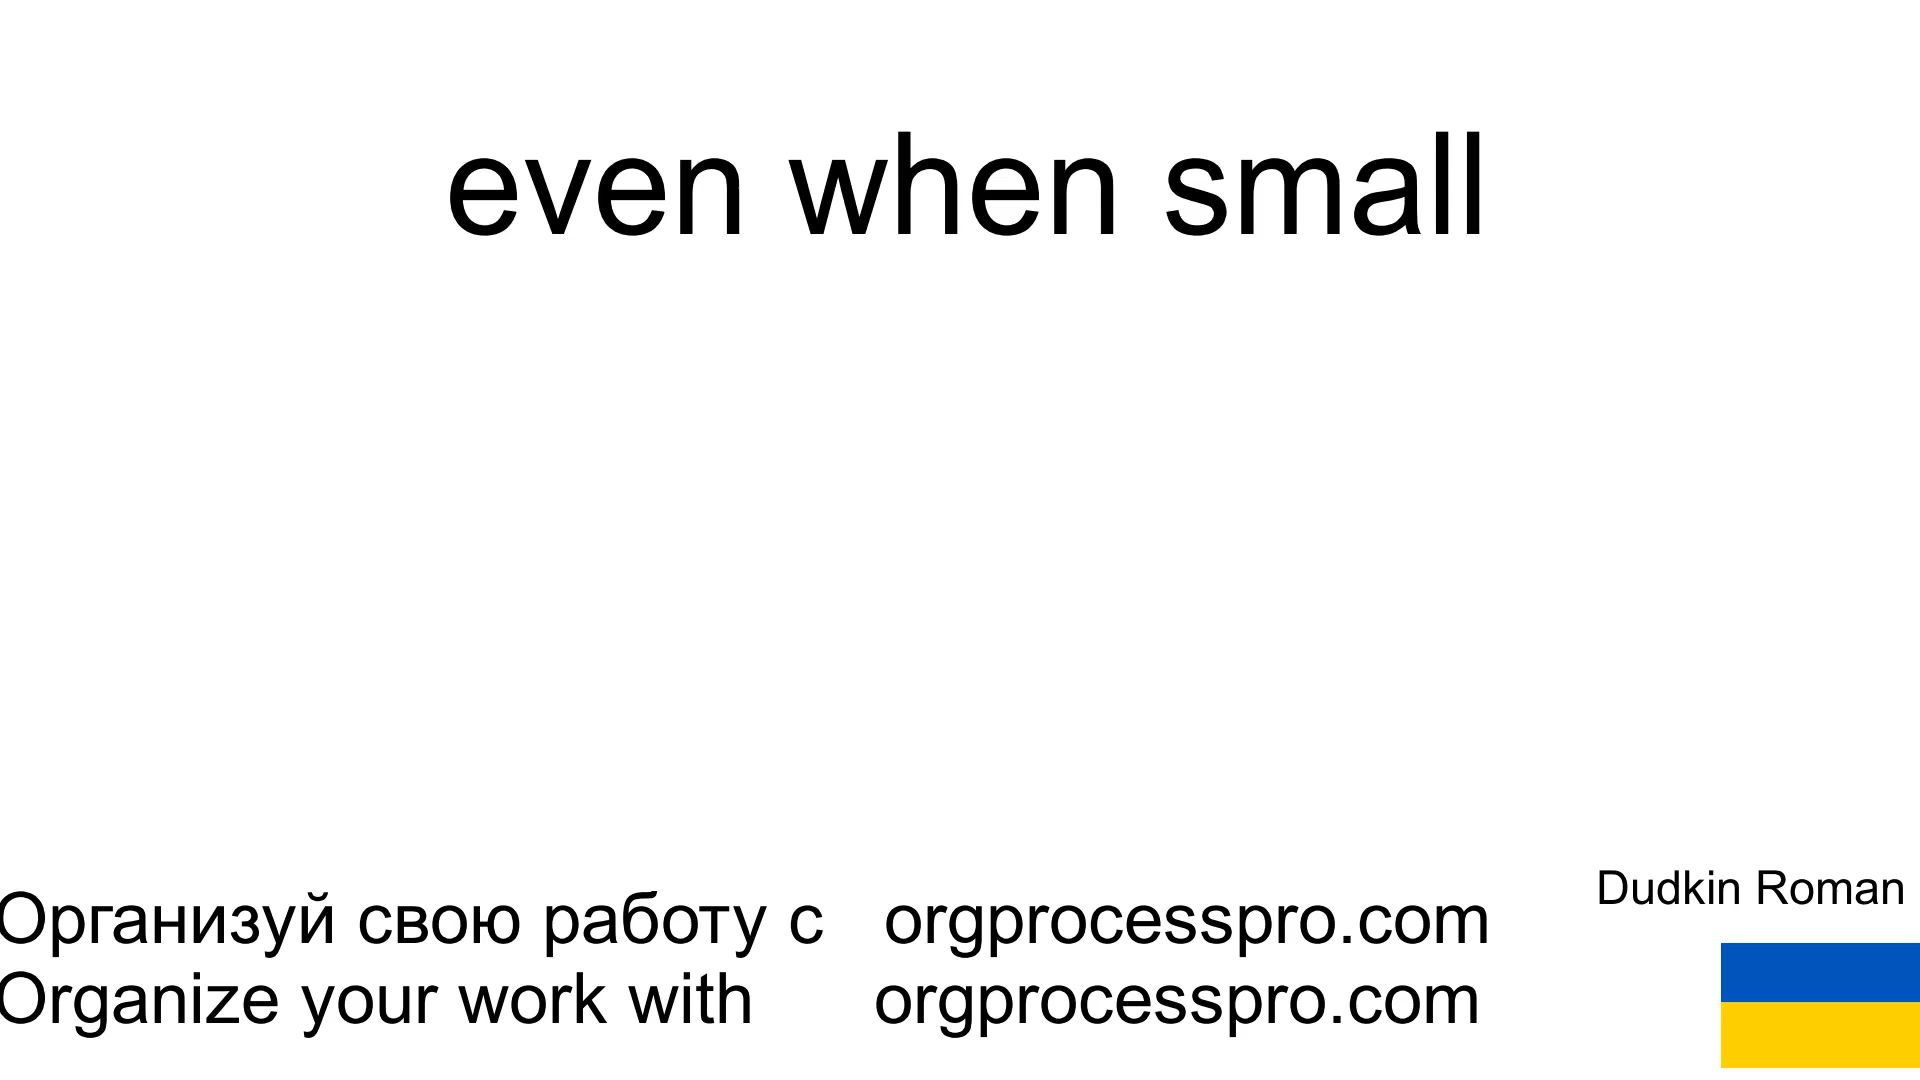 even when small
Dudkin Roman
Организуй свою работу с orgprocesspro.com
Organize your work with orgprocesspro.com